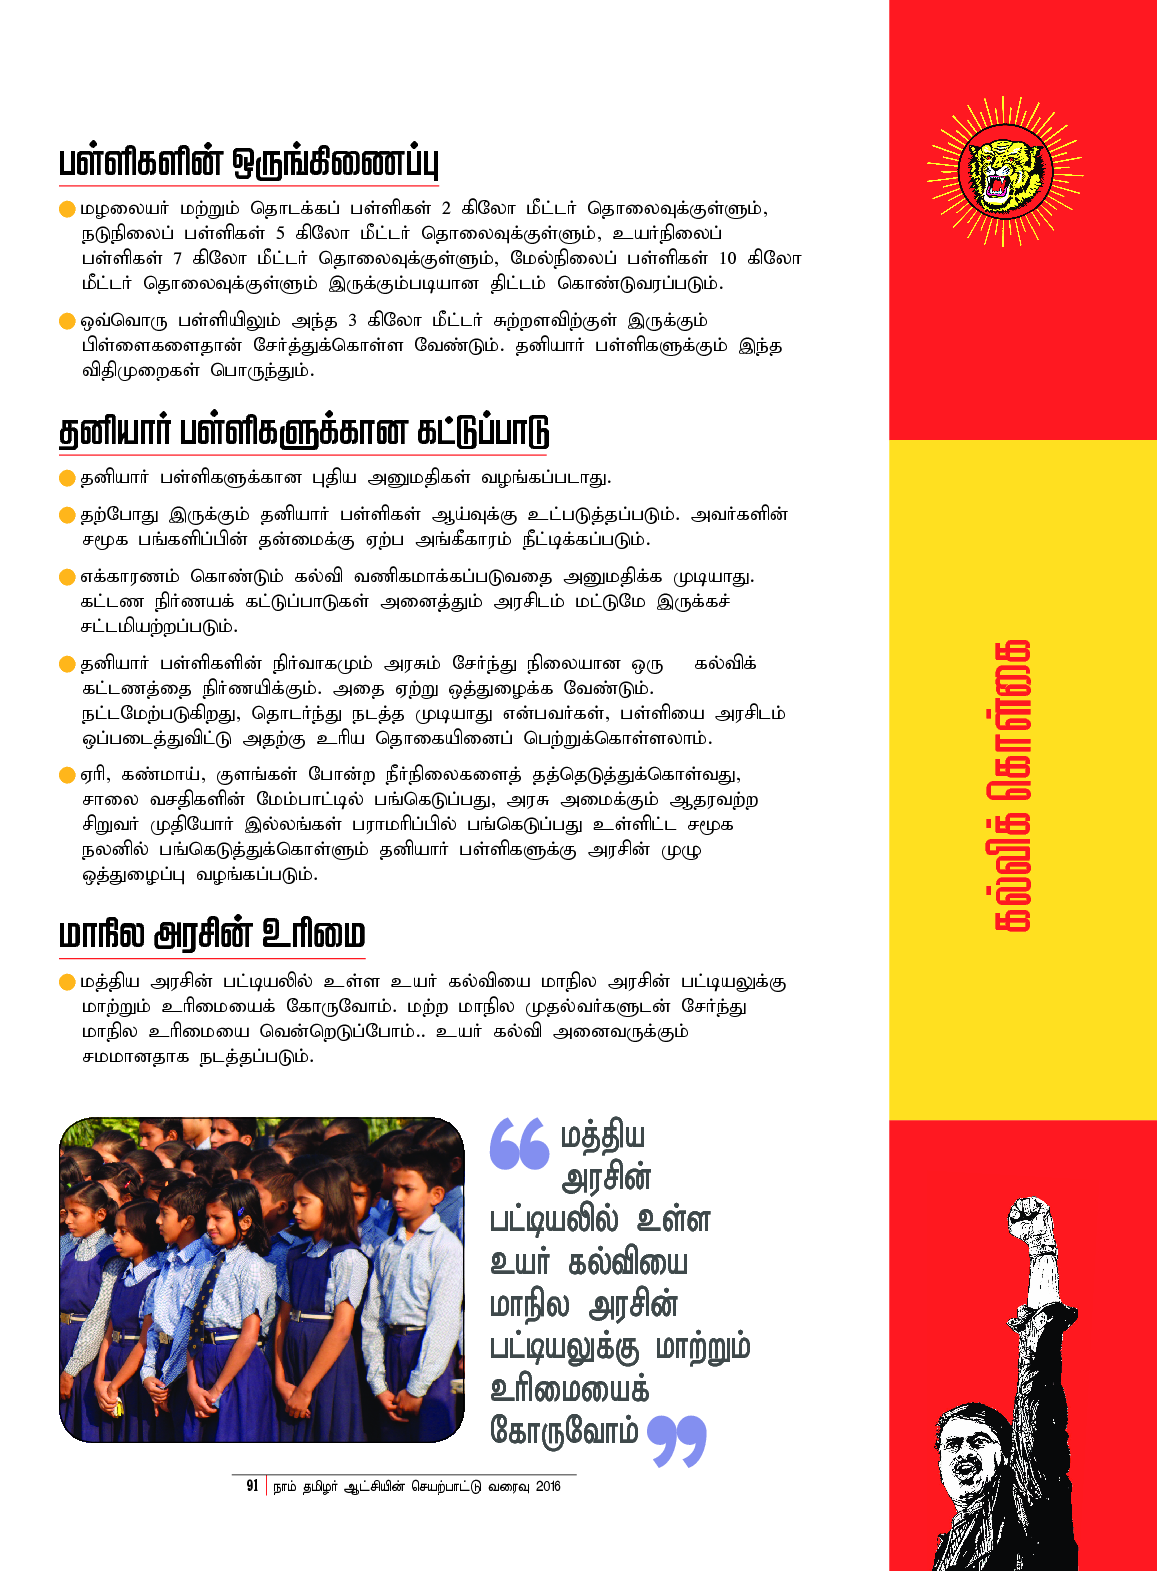 பள்ளிகளின் ஒருங்கிணைப்பு
மழலையர் மற்றும் தொடக்கப் பள்ளிகள் 2 கிலோ மீட்டர் தொலைவுக்குள்ளும்,
நடுநிலைப் பள்ளிகள் 5 கிலோ மீட்டர் தொலைவுக்குள்ளும், உயர்நிலைப்
பள்ளிகள் 7 கிலோ மீட்டர் தொலைவுக்குள்ளும், மேல்நிலைப் பள்ளிகள் 10 கிலோ
மீட்டர் தொலைவுக்குள்ளும் இருக்கும்படியான திட்டம் கொண்டுவரப்படும்.
ஒவ்வொரு பள்ளியிலும் அந்த 3 கிலோ மீட்டர் சுற்றளவிற்குள் இருக்கும்
பிள்ளைகளைதான் சேர்த்துக்கொள்ள வேண்டும். தனியார் பள்ளிகளுக்கும் இந்த
விதிமுறைகள் பொருந்தும்.
தனியார் பள்ளிகளுக்கான கட்டுப்பாடு
தனியார் பள்ளிகளுக்கான புதிய அனுமதிகள் வழங்கப்படாது.
தற்போது இருக்கும் தனியார் பள்ளிகள் ஆய்வுக்கு உட்படுத்தப்படும். அவர்களின்
சமூக பங்களிப்பின் தன்மைக்கு ஏற்ப அங்கீகாரம் நீட்டிக்கப்படும்.
எக்காரணம் கொண்டும் கல்வி வணிகமாக்கப்படுவதை அனுமதிக்க முடியாது.
கட்டண நிர்ணயக் கட்டுப்பாடுகள் அனைத்தும் அரசிடம் மட்டுமே இருக்கச்
சட்டமியற்றப்படும்.
தனியார் பள்ளிகளின் நிர்வாகமும் அரசும் சேர்ந்து நிலையான ஒரு கல்விக்
கட்டணத்தை நிர்ணயிக்கும். அதை ஏற்று ஒத்துழைக்க வேண்டும்.
நட்டமேற்படுகிறது, தொடர்ந்து நடத்த முடியாது என்பவர்கள், பள்ளியை அரசிடம்
ஒப்படைத்துவிட்டு அதற்கு உரிய தொகையினைப் பெற்றுக்கொள்ளலாம்.
ஏரி, கண்மாய், குளங்கள் போன்ற நீர்நிலைகளைத் தத்தெடுத்துக்கொள்வது,
சாலை வசதிகளின் மேம்பாட்டில் பங்கெடுப்பது, அரசு அமைக்கும் ஆதரவற்ற
சிறுவர் முதியோர் இல்லங்கள் பராமரிப்பில் பங்கெடுப்பது உள்ளிட்ட சமூக
நலனில் பங்கெடுத்துக்கொள்ளும் தனியார் பள்ளிகளுக்கு அரசின் முழு
ஒத்துழைப்பு வழங்கப்படும்.
மாநில அரசின் உரிமை
மத்திய அரசின் பட்டியலில் உள்ள உயர் கல்வியை மாநில அரசின் பட்டியலுக்கு
மாற்றும் உரிமையைக் கோருவோம். மற்ற மாநில முதல்வர்களுடன் சேர்ந்து
மாநில உரிமையை வென்றெடுப்போம்.. உயர் கல்வி அனைவருக்கும்
சமமானதாக நடத்தப்படும்.
“மத்திய
அரசின்
பட்டியலில் உள்ள
உயர் கல்வியை
மாநில அரசின்
பட்டியலுக்கு மாற்றும்
உரிமையைக்
கோருவோம்”
91 நாம் தமிழர் ஆட்சியின் செயற்பாட்டு வரைவு 2016
கல்விக் கொள்கை